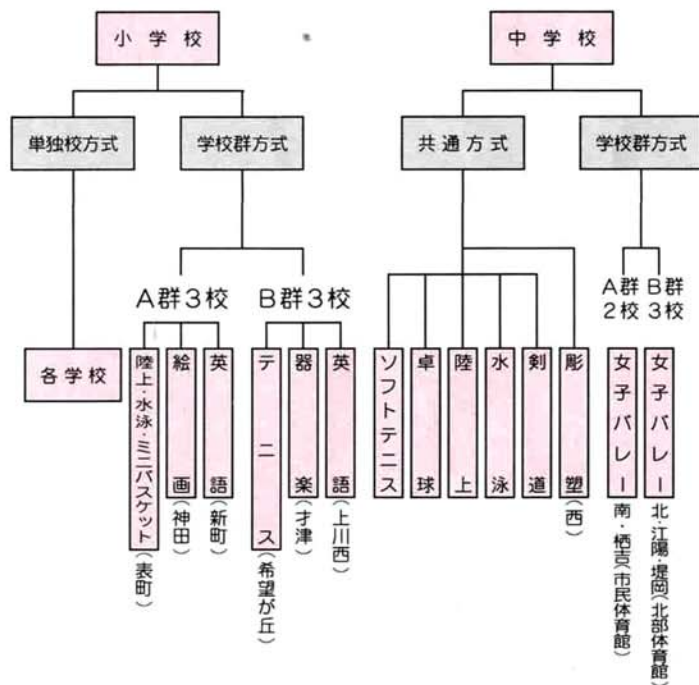 小学校
単独校方式
学校群方式
各学校
A群3校
陸上・水泳・ミニバスケット(表町)
絵画(神田)
英語(新町)
B群3校
テニス(希望が丘)
器楽(才津)
英語(上川西)
中学校
共通方式
学校群方式
ソフトテニス
卓球
陸上
水泳
剣道
彫塑(西)
A群2校
女子バレー
南・栖吉(市民体育館)
B群3校
女子バレー
北・江陽・堤岡(北部体育館)